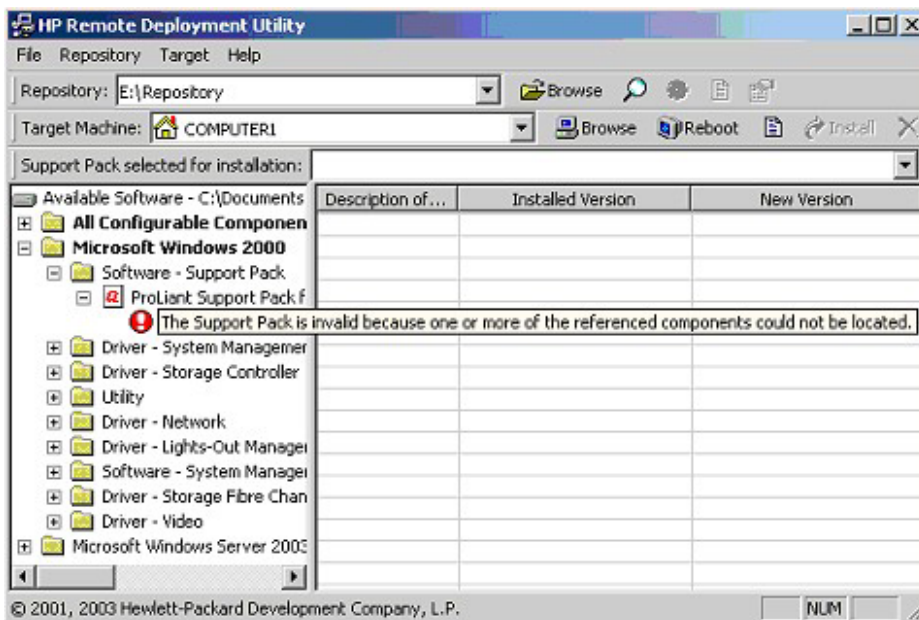 HP Remote Deployment Utility
File Repository Target Help
Repository: E:\Repository Browse
Target Machine: COMPUTER1 Browse Reboot Install
Support Pack selected for installation:
Available Software - C:\Documents Description of... Installed Version New Version
All Configurable Componen
Microsoft Windows 2000
Software - Support Pack
ProLiant Support Pack f
The Support Pack is invalid because one or more of the referenced components could not be located.
Driver - System Managemer
Driver - Storage Controller
Utility
Driver - Network
Driver - Lights-Out Manager
Software - System Manager
Driver - Storage Fibre Chan
Driver - Video
Microsoft Windows Server 2003
© 2001, 2003 Hewlett-Packard Development Company, L.P. NUM